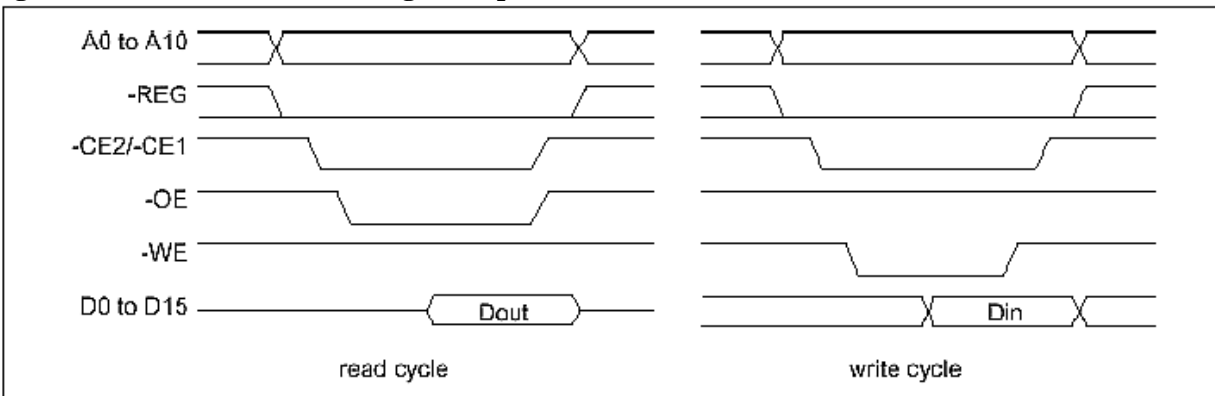 A0 to A10
-REG
-CE2/-CE1
-OE
-WE
D0 to D15
Dout
Din
read cycle
write cycle